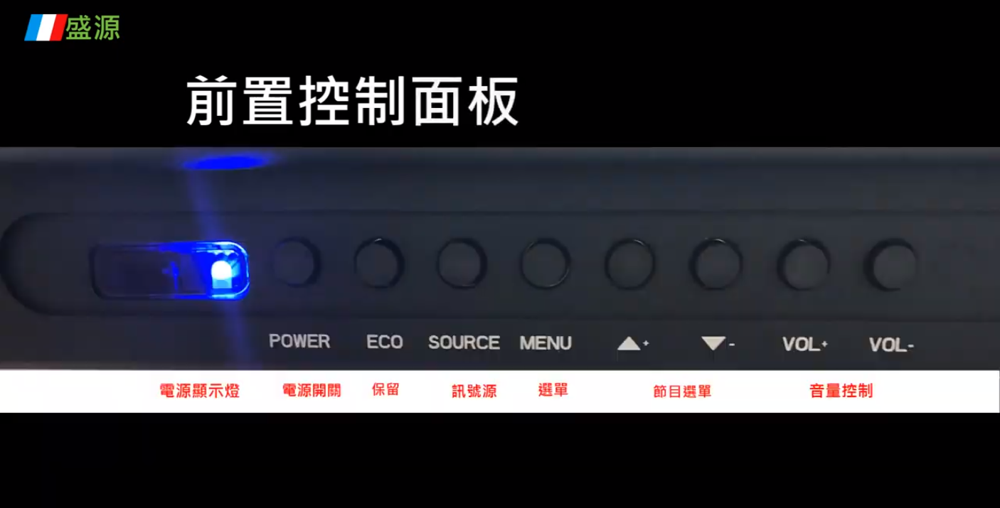 盛源
前置控制面板
POWER ECO SOURCE MENU ▲+ ▼- VOL+ VOL-
電源顯示燈 電源開關 保留 訊號源 選單 節目選單 音量控制